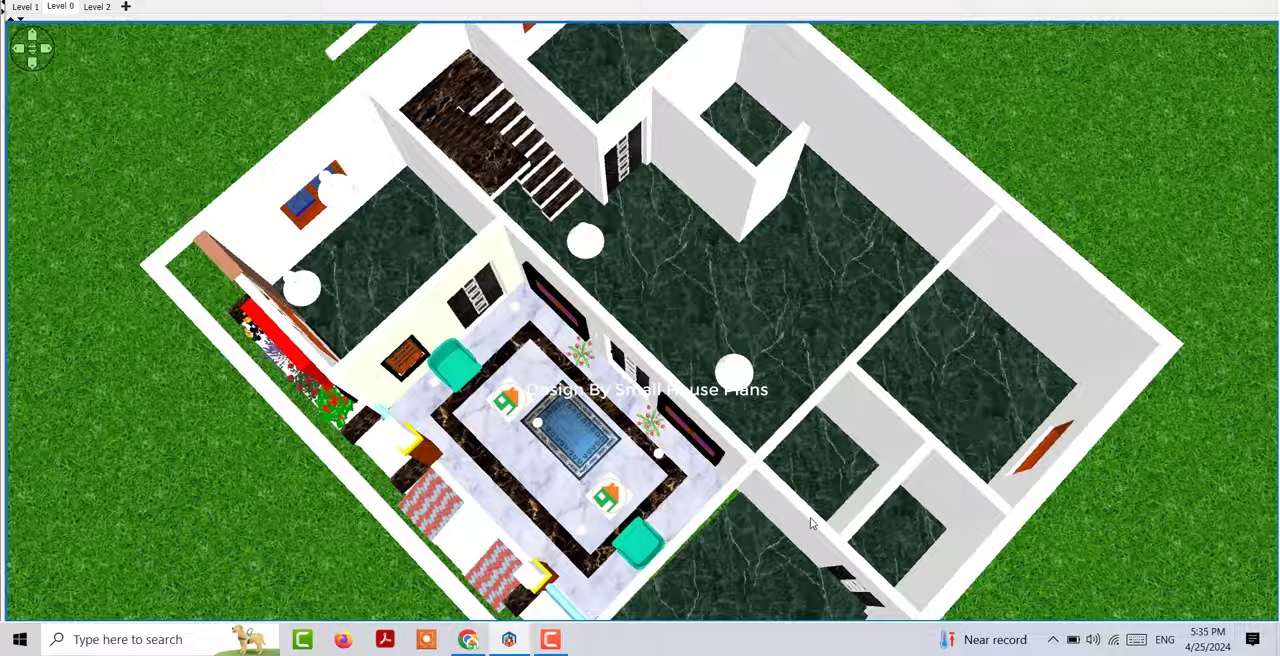 Level 1 Level 0 Level 2
Design By Small House Plans
Type here to search
Near record
ENG
5:35 PM
4/25/2024